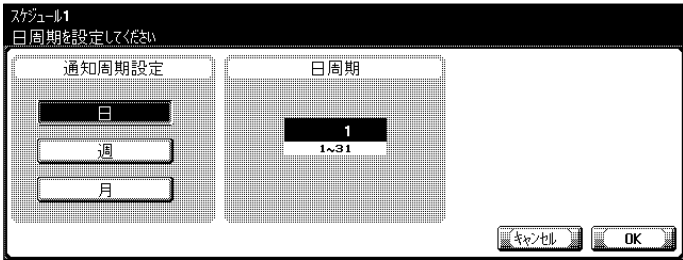 スケジュール1
日周期を設定してください
通知周期設定
日周期
日
1
1~31
週
月
キャンセル
OK